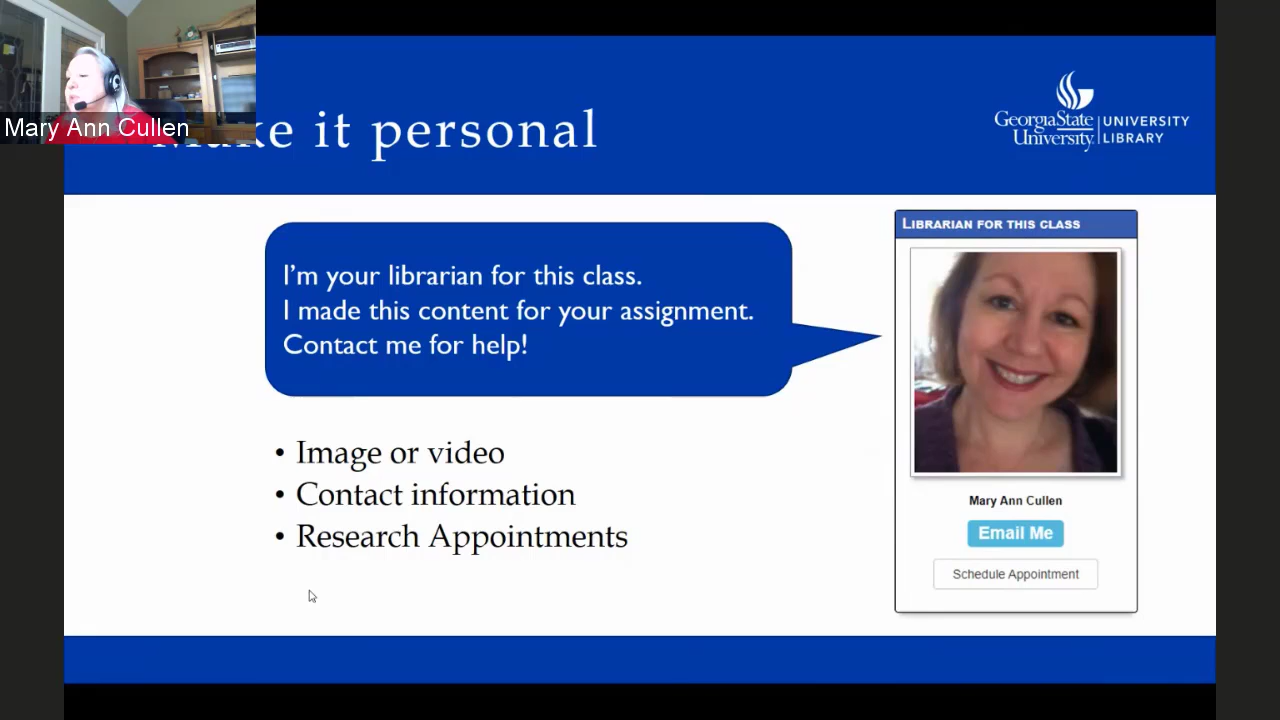 Mary Ann Cullen
Make it personal
GeorgiaState University.
UNIVERSITY LIBRARY
I'm your librarian for this class.
I made this content for your assignment.
Contact me for help!
• Image or video
• Contact information
• Research Appointments
LIBRARIAN FOR THIS CLASS
Mary Ann Cullen
Email Me
Schedule Appointment